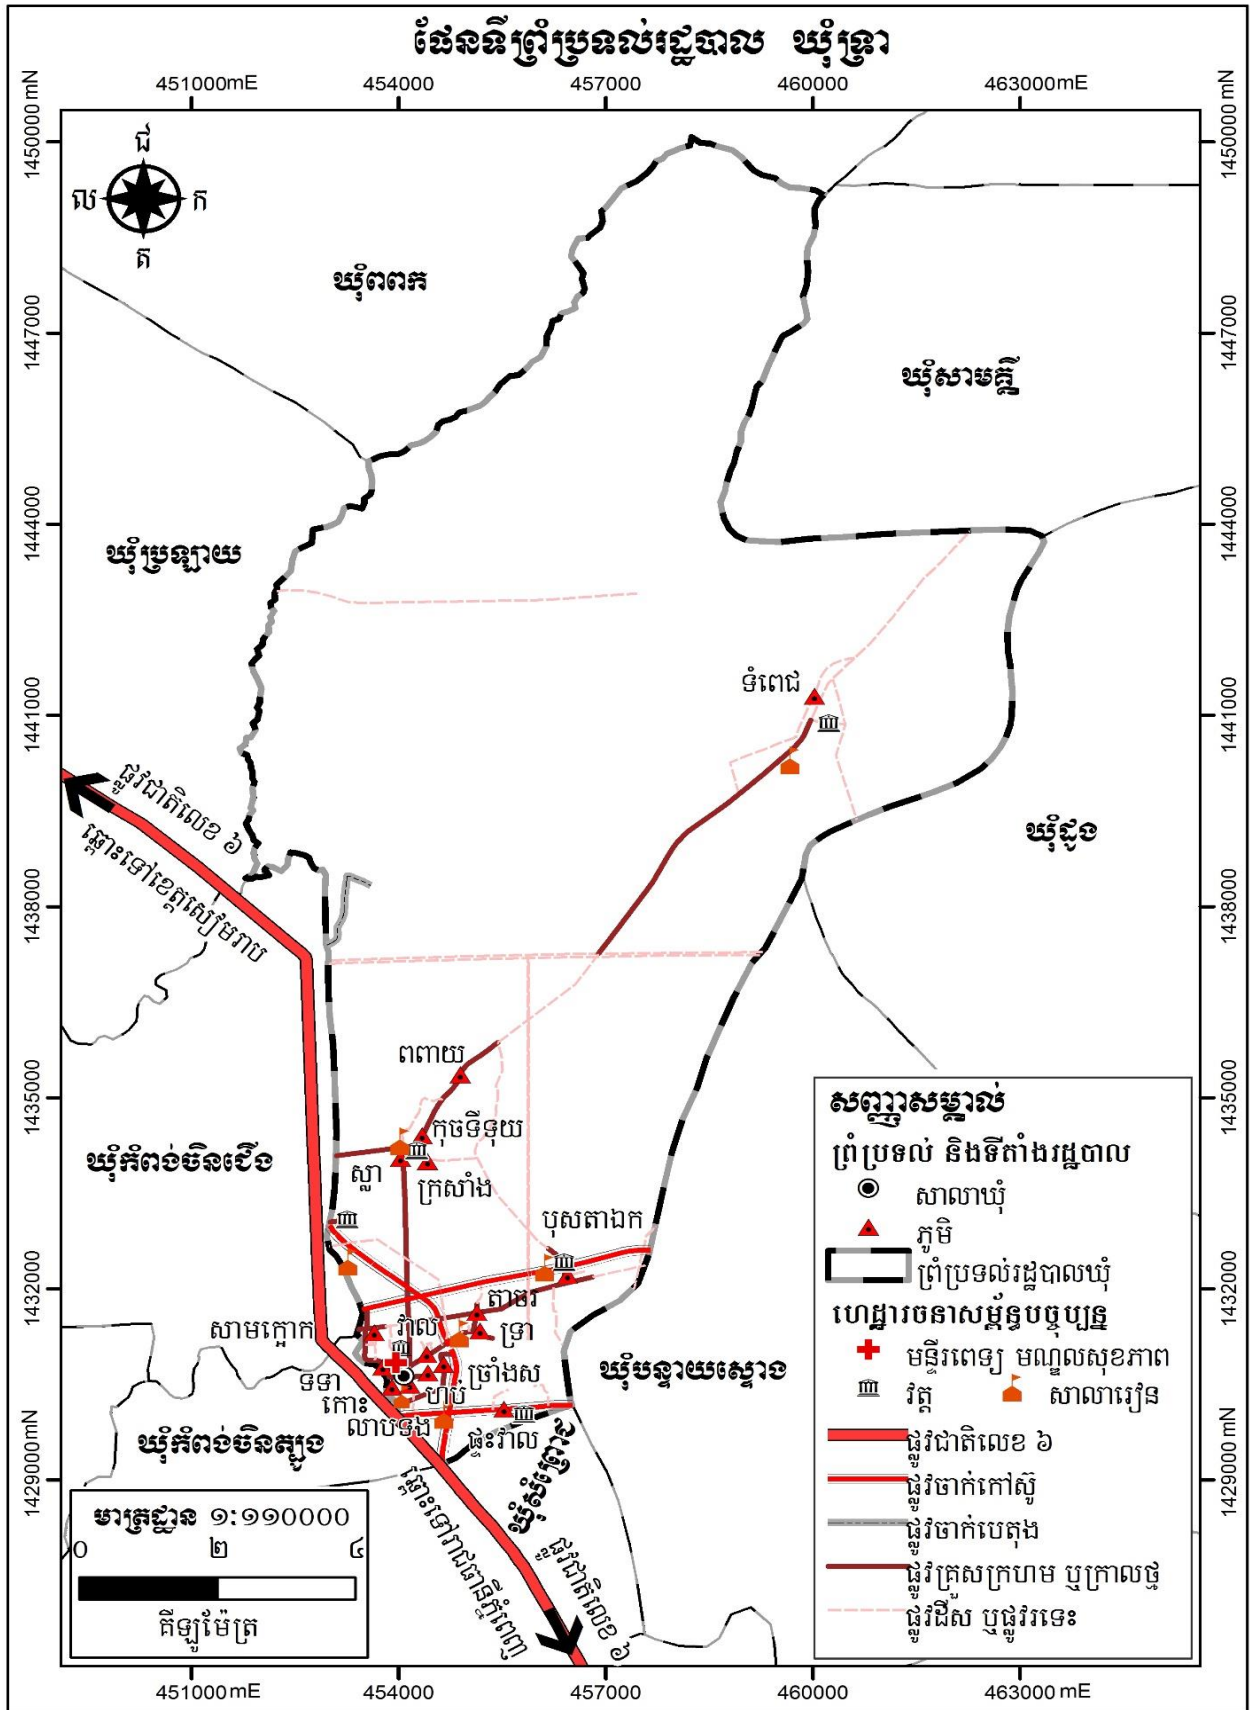 ផែនទីព្រំប្រទល់រដ្ឋបាល ឃុំទ្រា
451000mE 454000 457000 460000 463000
1450000mN 1447000 1444000 1441000 1438000 1435000 1432000 1429000mN
1450000mN 1447000 1444000 1441000 1438000 1435000 1432000 1429000mN
ជ
ល ក
ត
ឃុំពពក
ឃុំសាមគ្គី
ឃុំប្រឡាយ
ទំពេជ
ផ្លូវជាតិលេខ ៦
ឆ្ពោះទៅខេត្តសៀមរាប
ឃុំដូង
ពពាយ
កុចទីទុយ
ឃុំកំពង់ចិនជើង
ស្លា
ក្រសាំង
បុសតាឯក
តាចរ
សាមក្អោក
វាល
ទ្រា
ឃុំបន្ទាយស្ទោង
ទទា
ច្រាំងស
កោះ
ហប់
លាបទង
ផ្ទះវាល
ឃុំកំពង់ចិនត្បូង
ឃុំសំព្រោជ
ឆ្ពោះទៅរាជធានីភ្នំពេញ
ផ្លូវជាតិលេខ ៦
សញ្ញាសម្គាល់
ព្រំប្រទល់ និងទីតាំងរដ្ឋបាល
សាលាឃុំ
ភូមិ
ព្រំប្រទល់រដ្ឋបាលឃុំ
ហេដ្ឋារចនាសម្ព័ន្ធបច្ចុប្បន្ន
មន្ទីរពេទ្យ មណ្ឌលសុខភាព
វត្ត សាលារៀន
ផ្លូវជាតិលេខ ៦
ផ្លូវចាក់កៅស៊ូ
ផ្លូវចាក់បេតុង
ផ្លូវគ្រួសក្រហម ឬក្រាលថ្ម
ផ្លូវដីស ឬផ្លូវរទេះ
មាត្រដ្ឋាន ១:១១០០០០
០ ២ ៤
គីឡូម៉ែត្រ
451000mE 454000 457000 460000 463000mE